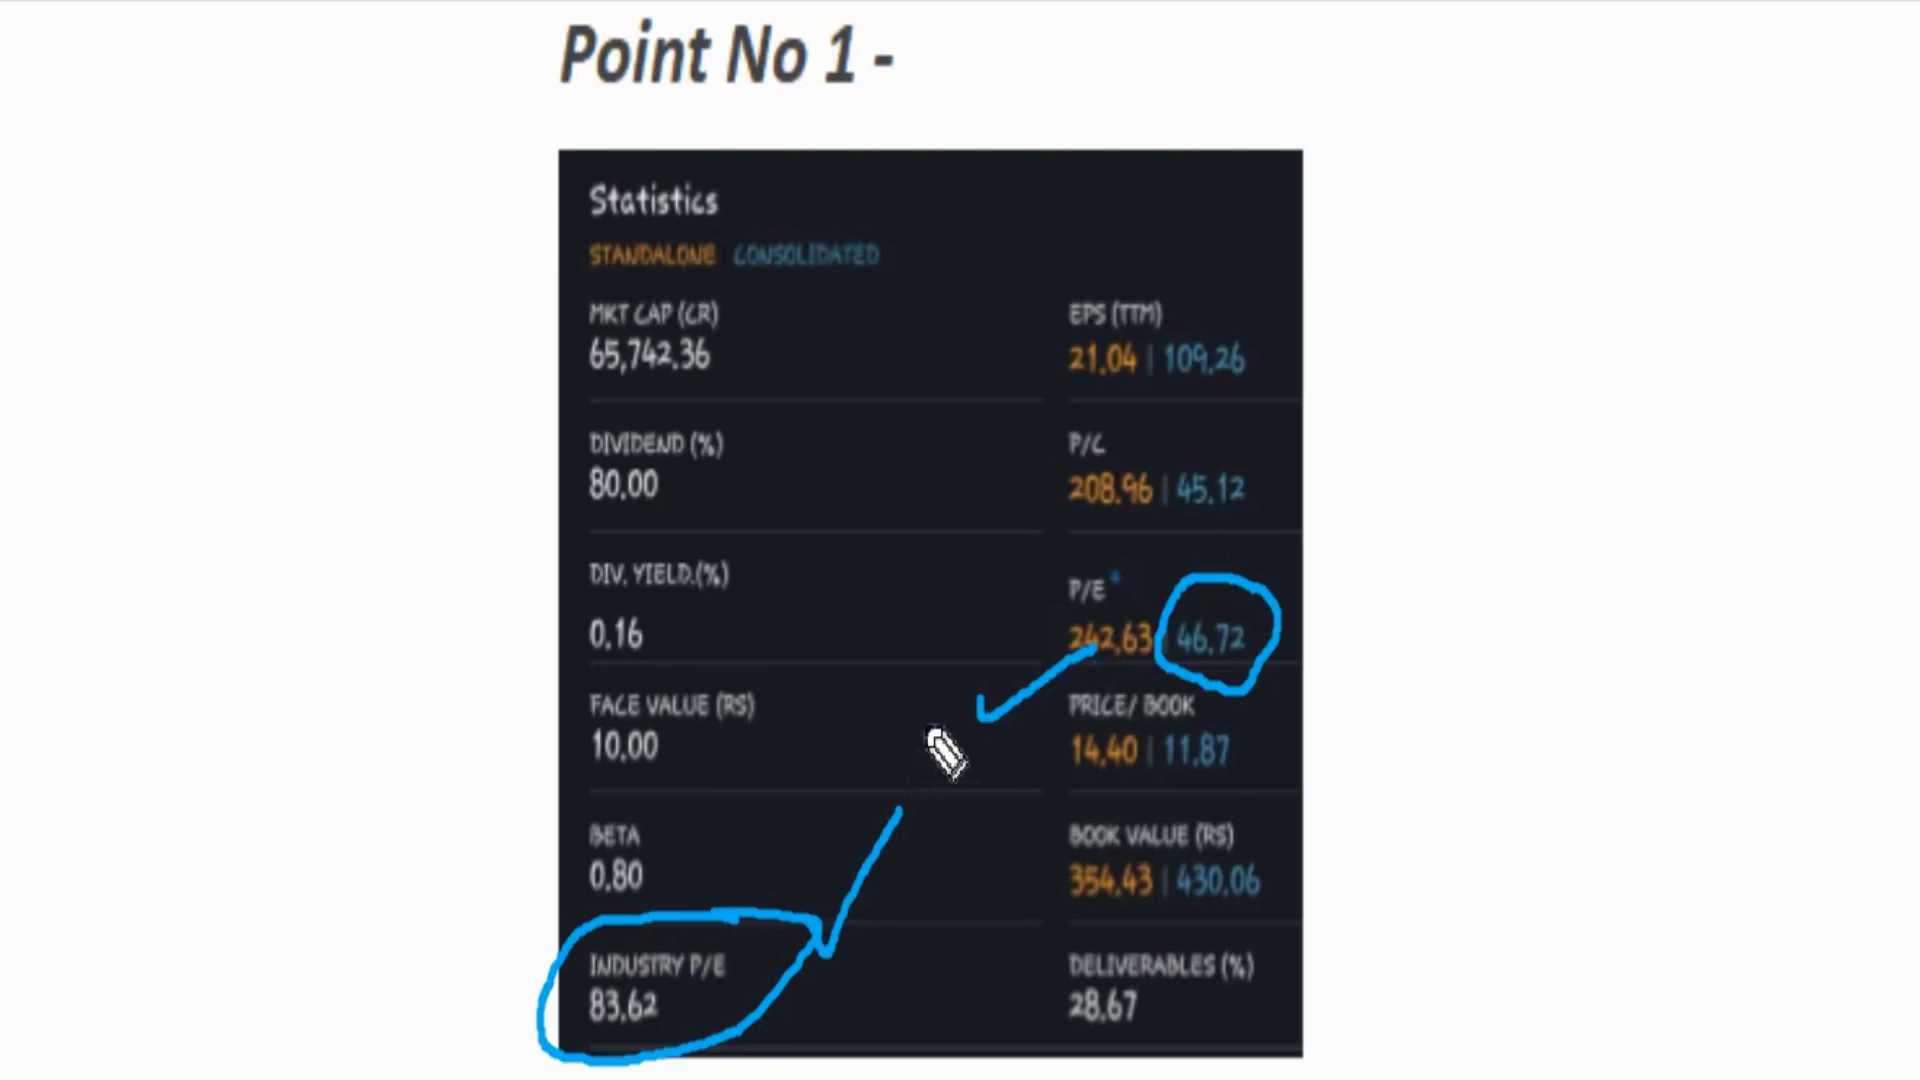 Point No 1 -
Statistics
STANDALONE CONSOLIDATED
MKT CAP (CR)
65,742.36
EPS (TTM)
21.04 | 109.26
DIVIDEND (%)
80.00
P/C
208.96 | 45.12
DIV. YIELD.(%)
0.16
P/E*
242.63 46.72
FACE VALUE (RS)
10.00
PRICE/ BOOK
14.40 | 11.87
BETA
0.80
BOOK VALUE (RS)
354.43 | 430.06
INDUSTRY P/E
83.62
DELIVERABLES (%)
28.67